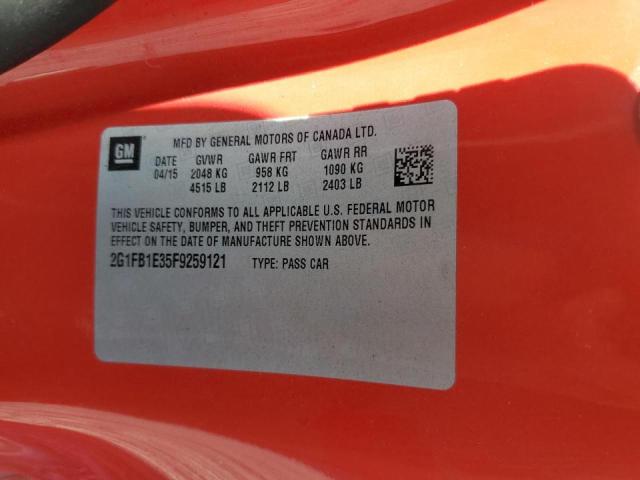 GM
MFD BY GENERAL MOTORS OF CANADA LTD.
DATE GVWR GAWR FRT GAWR RR
04/15 2048 KG 958 KG 1090 KG
4515 LB 2112 LB 2403 LB
THIS VEHICLE CONFORMS TO ALL APPLICABLE U.S. FEDERAL MOTOR
VEHICLE SAFETY, BUMPER, AND THEFT PREVENTION STANDARDS IN
EFFECT ON THE DATE OF MANUFACTURE SHOWN ABOVE.
2G1FB1E35F9259121 TYPE: PASS CAR